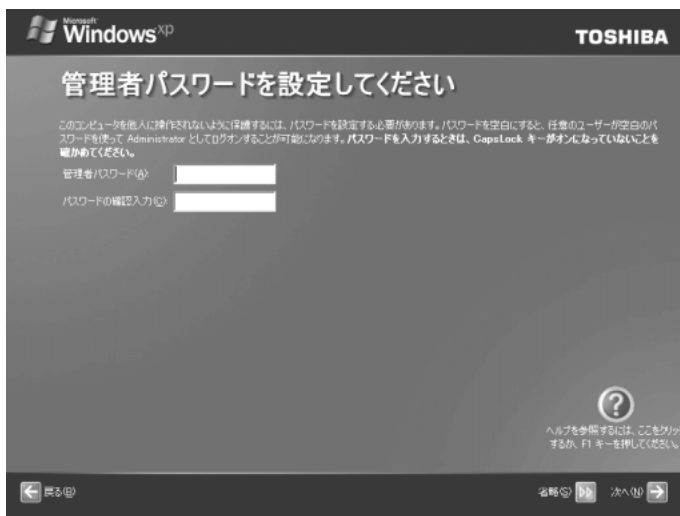 Microsoft
Windows xp
TOSHIBA
管理者パスワードを設定してください
このコンピュータを他人に操作されないように保護するには、パスワードを設定する必要があります。パスワードを空白にすると、任意のユーザーが空白のパ
スワードを使って Administrator としてログオンすることが可能になります。パスワードを入力するときは、CapsLock キーがオンになっていないことを
確かめてください。
管理者パスワード(A):
パスワードの確認入力(C):
?
ヘルプを参照するには、ここをクリッ
するか、F1 キーを押してください。
戻る(B)
省略(S)
次へ(N)